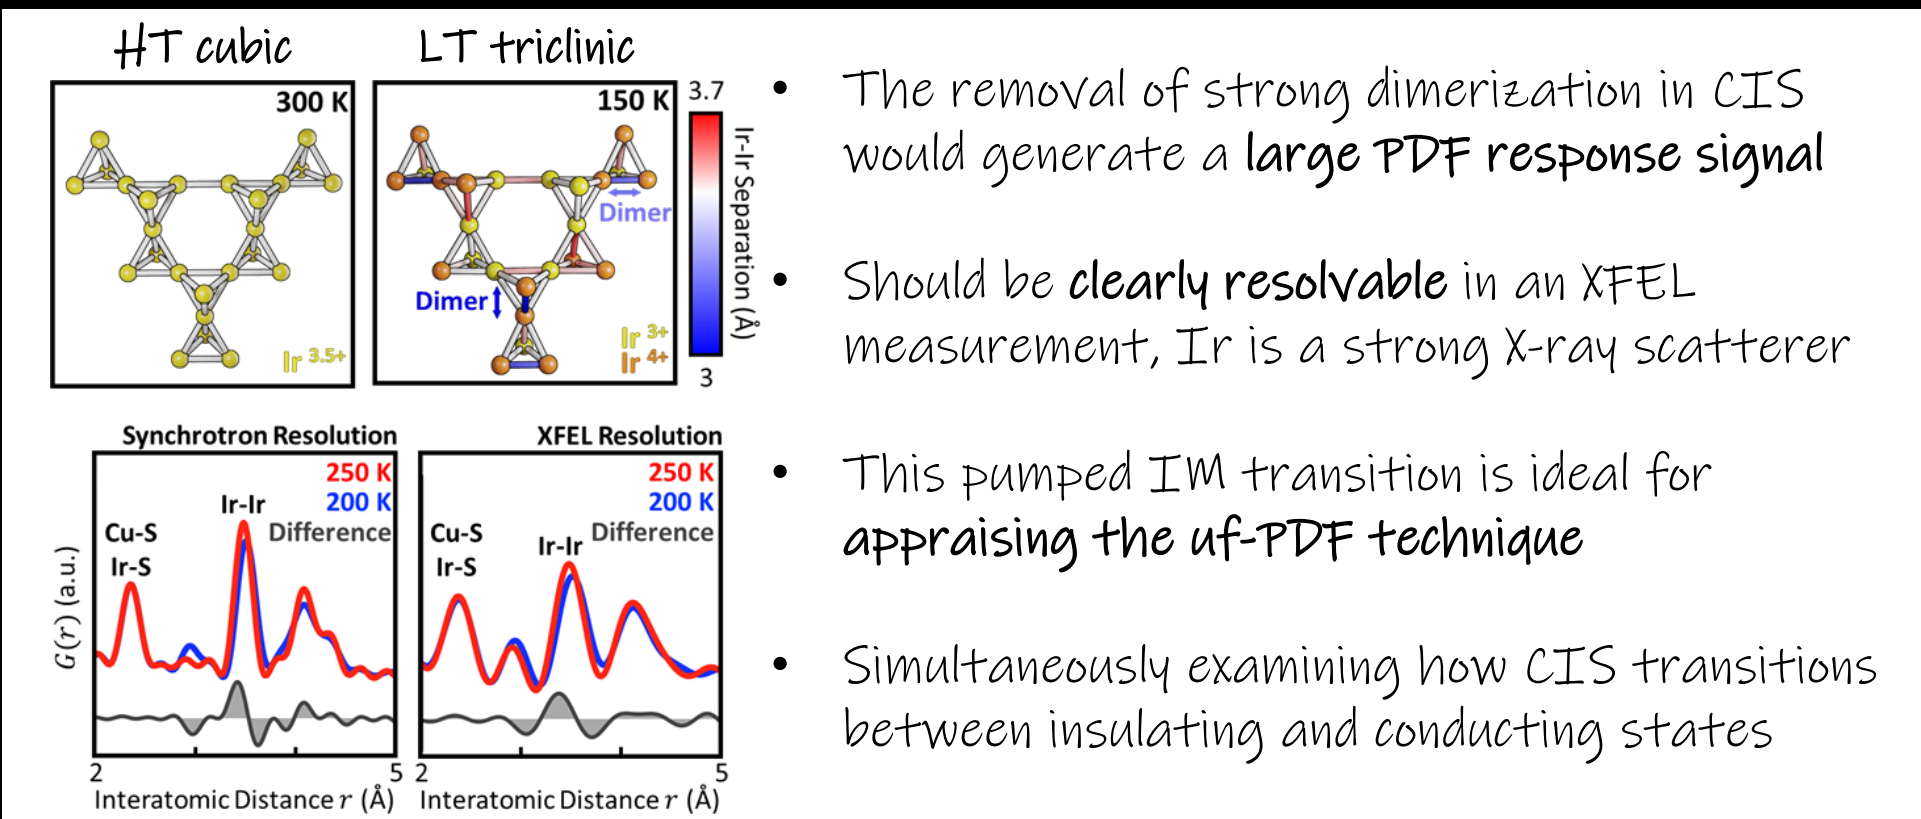 HT cubic
LT triclinic
300 K
Ir 3.5+
150 K
Dimer
Dimer
Ir 3+
Ir 4+
3.7
Ir-Ir Separation (Å)
3
Synchrotron Resolution
250 K
200 K
Difference
Ir-Ir
Cu-S
Ir-S
G(r) (a.u.)
2
5
Interatomic Distance r (Å)
XFEL Resolution
250 K
200 K
Difference
Ir-Ir
Cu-S
Ir-S
2
5
Interatomic Distance r (Å)
• The removal of strong dimerization in CIS
would generate a large PDF response signal
• Should be clearly resolvable in an XFEL
measurement, Ir is a strong X-ray scatterer
• This pumped IM transition is ideal for
appraising the uf-PDF technique
• Simultaneously examining how CIS transitions
between insulating and conducting states